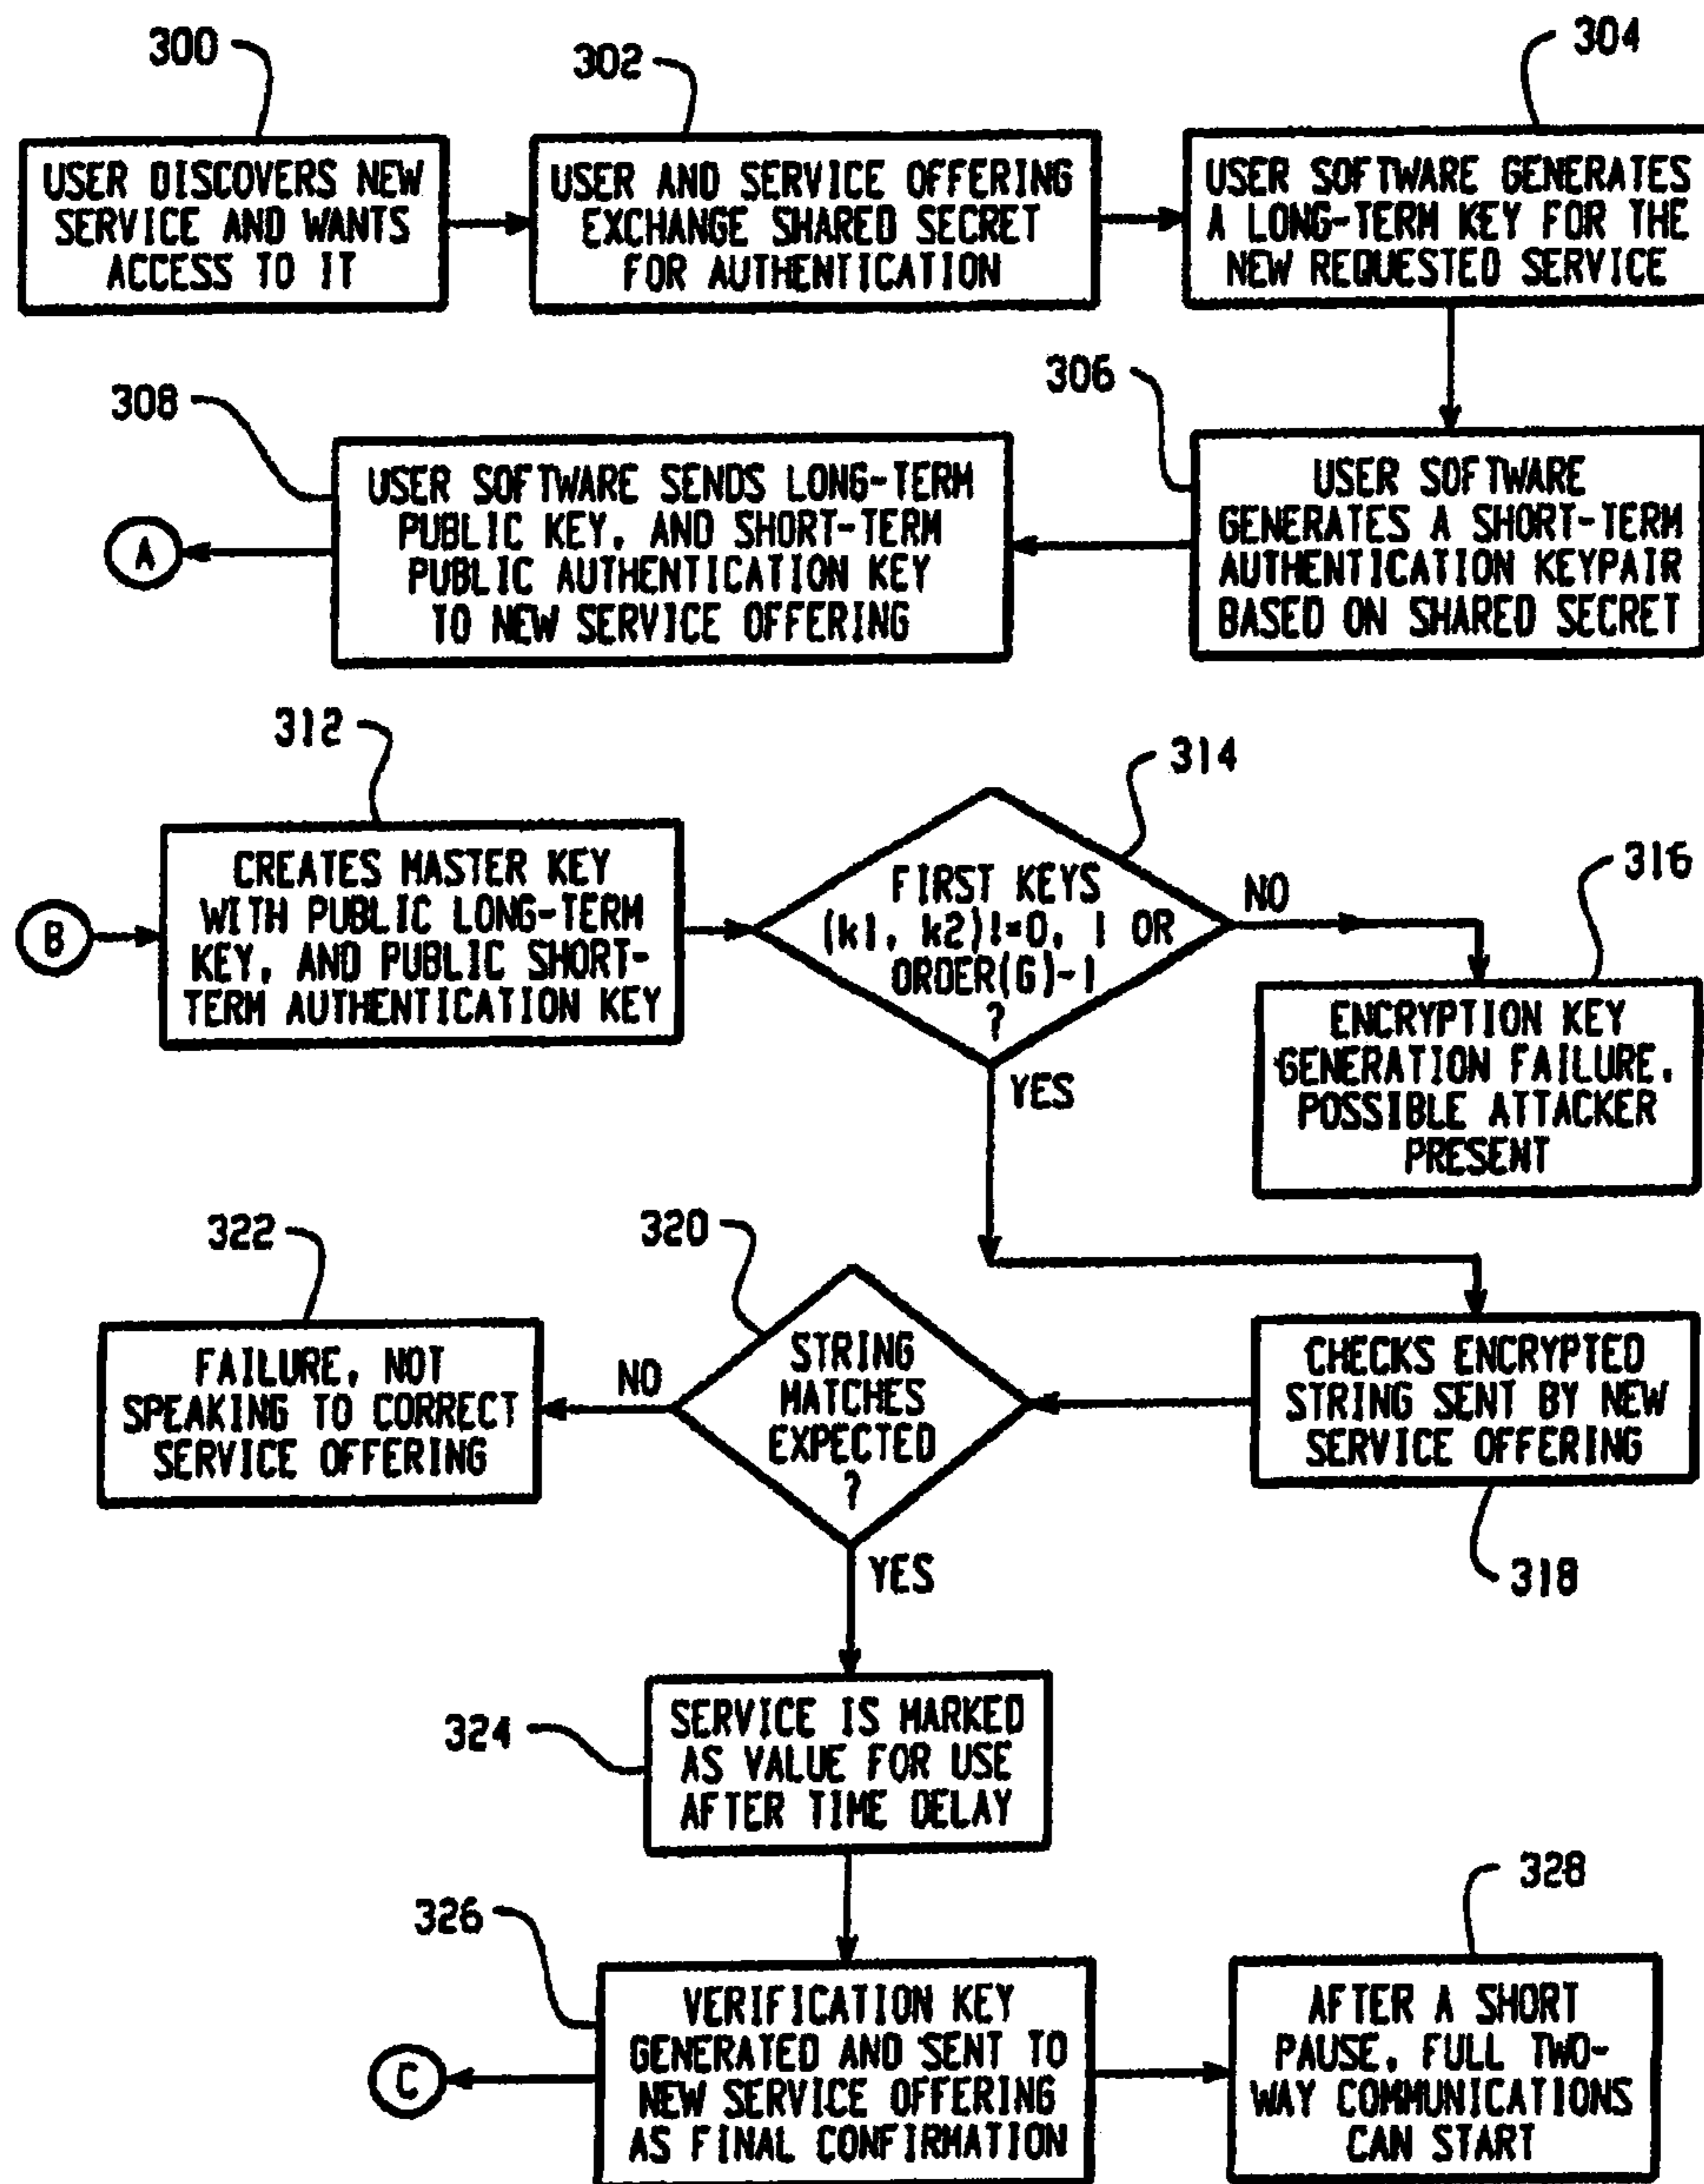 300
302
304
USER DISCOVERS NEW
SERVICE AND WANTS
ACCESS TO IT
USER AND SERVICE OFFERING
EXCHANGE SHARED SECRET
FOR AUTHENTICATION
USER SOFTWARE GENERATES
A LONG-TERM KEY FOR THE
NEW REQUESTED SERVICE
306
308
USER SOFTWARE
GENERATES A SHORT-TERM
AUTHENTICATION KEYPAIR
BASED ON SHARED SECRET
USER SOFTWARE SENDS LONG-TERM
PUBLIC KEY, AND SHORT-TERM
PUBLIC AUTHENTICATION KEY
TO NEW SERVICE OFFERING
A
312
314
316
B
CREATES MASTER KEY
WITH PUBLIC LONG-TERM
KEY, AND PUBLIC SHORT-
TERM AUTHENTICATION KEY
FIRST KEYS
(k1, k2)!=0, 1 OR
ORDER(G)-1
?
NO
YES
ENCRYPTION KEY
GENERATION FAILURE,
POSSIBLE ATTACKER
PRESENT
322
320
318
CHECKS ENCRYPTED
STRING SENT BY NEW
SERVICE OFFERING
STRING
MATCHES
EXPECTED
?
NO
FAILURE, NOT
SPEAKING TO CORRECT
SERVICE OFFERING
YES
324
SERVICE IS MARKED
AS VALUE FOR USE
AFTER TIME DELAY
326
328
VERIFICATION KEY
GENERATED AND SENT TO
NEW SERVICE OFFERING
AS FINAL CONFIRMATION
C
AFTER A SHORT
PAUSE, FULL TWO-
WAY COMMUNICATIONS
CAN START